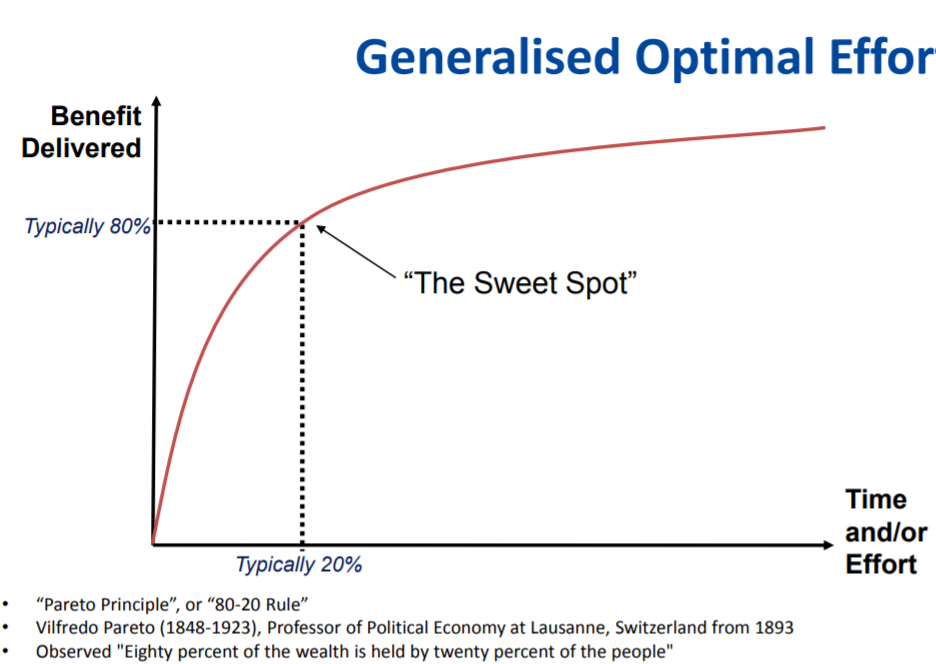 Generalised Optimal Effor
Benefit
Delivered
Typically 80%
“The Sweet Spot”
Time
and/or
Effort
Typically 20%
• “Pareto Principle”, or “80-20 Rule”
• Vilfredo Pareto (1848-1923), Professor of Political Economy at Lausanne, Switzerland from 1893
• Observed "Eighty percent of the wealth is held by twenty percent of the people"